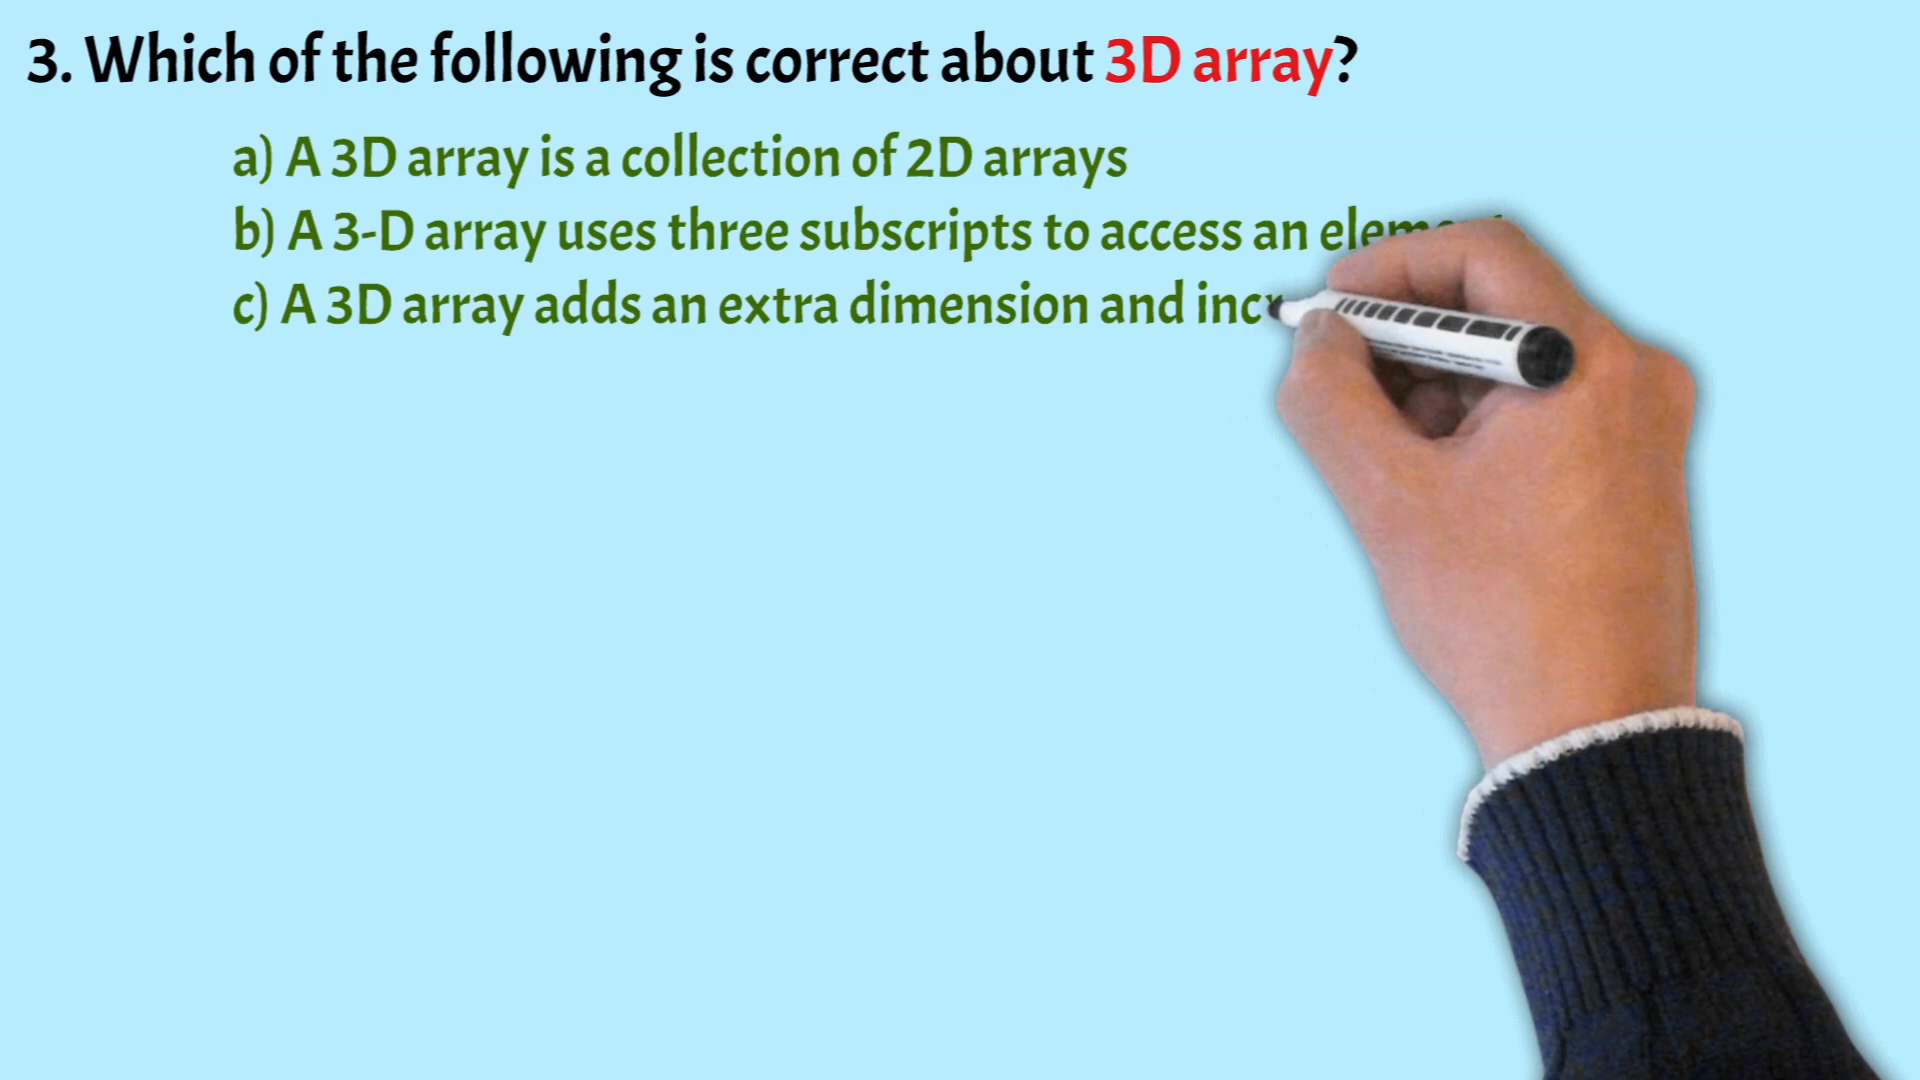 3. Which of the following is correct about 3D array?
a) A 3D array is a collection of 2D arrays
b) A 3-D array uses three subscripts to access an
c) A 3D array adds an extra dimension and